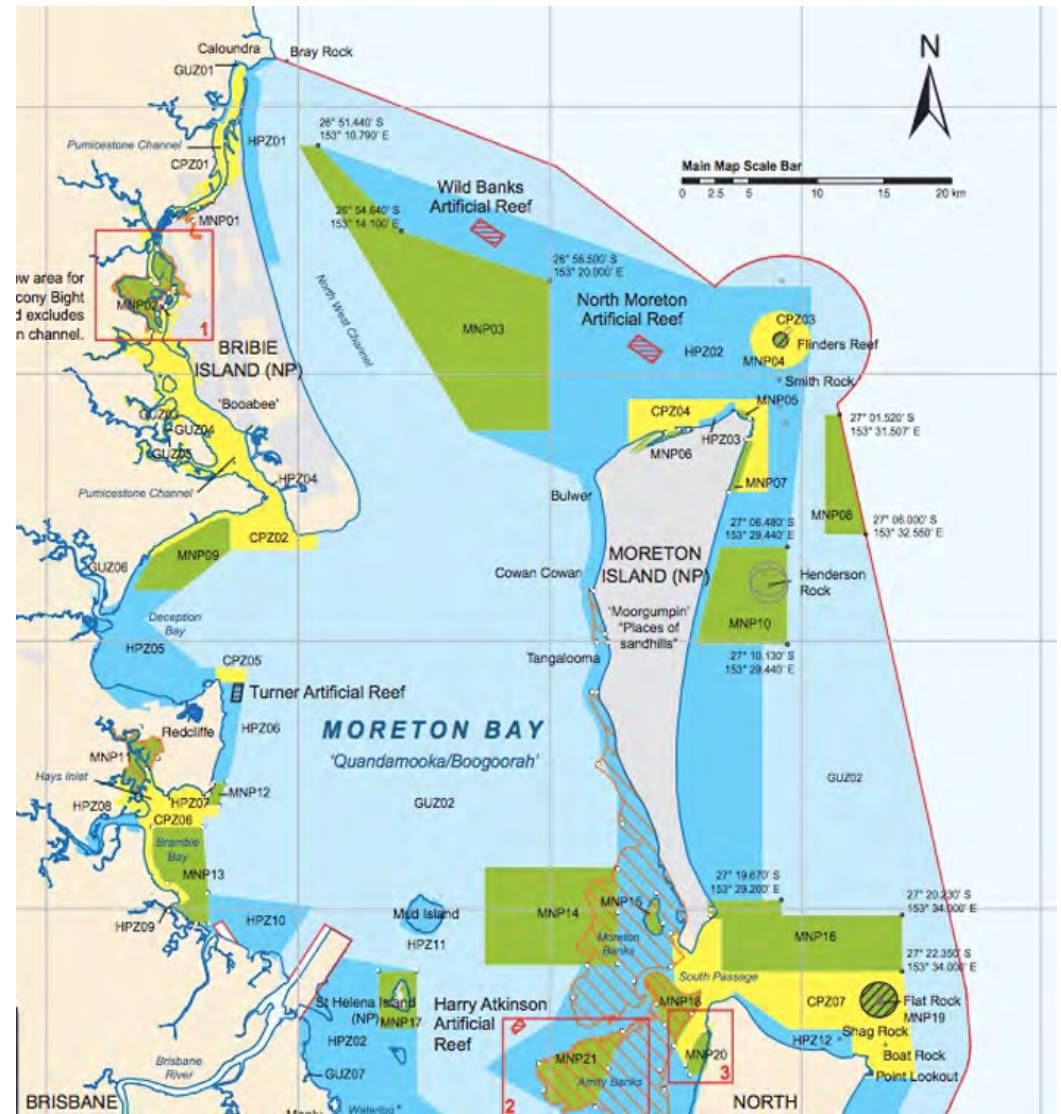 Caloundra
Bray Rock
GUZ01
N
26° 51.440' S
153° 10.790' E
HPZ01
Pumicestone Channel
CPZ01
Main Map Scale Bar
0 2.5 5 10 15 20 km
Wild Banks
Artificial Reef
26° 54.640' S
153° 14.100' E
MNP01
26° 56.500' S
153° 20.000' E
w area for
cony Bight
d excludes
n channel.
MNP02
1
North West Channel
MNP03
North Moreton
Artificial Reef
HPZ02
CPZ03
Flinders Reef
MNP04
BRIBIE
ISLAND (NP)
'Booabee'
Smith Rock
GUZ03
GUZ04
GUZ05
CPZ04
MNP05
HPZ03
MNP06
27° 01.520' S
153° 31.507' E
Pumicestone Channel
HPZ04
MNP07
Bulwer
MNP08
27° 06.480' S
153° 29.440' E
27° 06.000' S
153° 32.550' E
CPZ02
MNP09
GUZ06
MORETON
ISLAND (NP)
Cowan Cowan
Henderson
Rock
'Moorgumpin'
"Places of
sandhills"
MNP10
Deception
Bay
HPZ05
Tangalooma
27° 10.130' S
153° 29.440' E
CPZ05
Turner Artificial Reef
Redcliffe
HPZ06
MORETON BAY
'Quandamooka/Boogoorah'
MNP11
Hays Inlet
GUZ02
GUZ02
MNP12
HPZ07
HPZ08
CPZ06
Bramble
Bay
MNP13
27° 19.670' S
153° 29.200' E
27° 20.230' S
153° 34.000' E
HPZ09
HPZ10
Mud Island
HPZ11
MNP14
MNP15
Moreton
Banks
MNP16
27° 22.350' S
153° 34.000' E
South Passage
St Helena Island
(NP)
MNP17
Harry Atkinson
Artificial
Reef
MNP18
CPZ07
Flat Rock
MNP19
HPZ02
Shag Rock
HPZ12
Boat Rock
Point Lookout
Brisbane
River
GUZ07
MNP21
MNP20
3
Amity Banks
BRISBANE
2
NORTH